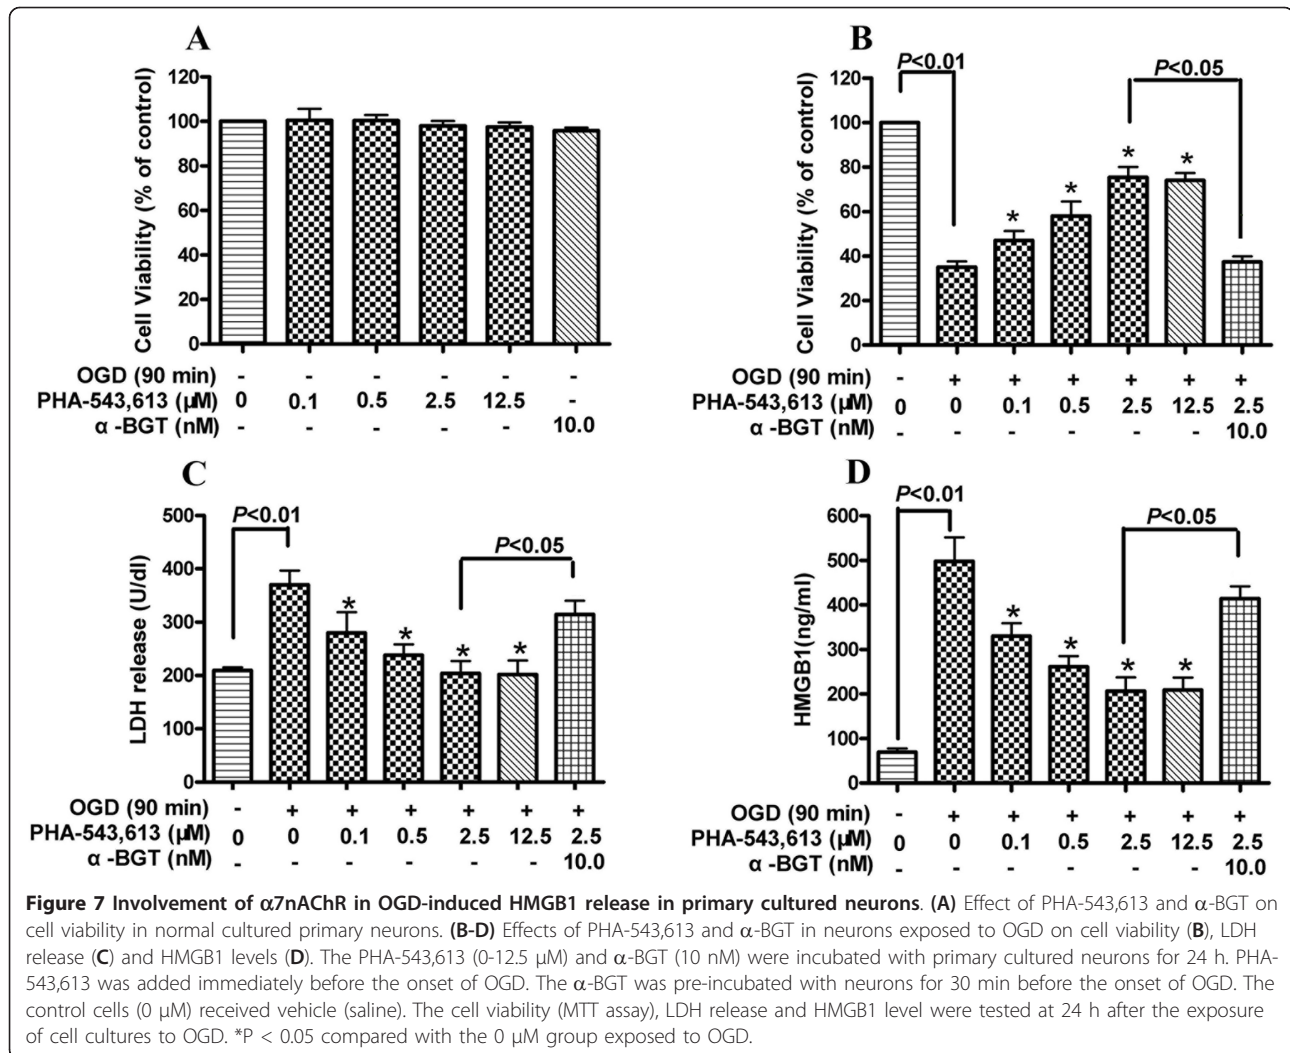 A
120
100
80
60
40
20
0
Cell Viability (% of control)
OGD (90 min) - - - - - -
PHA-543,613 (µM) 0 0.1 0.5 2.5 12.5 -
α -BGT (nM) - - - - - 10.0
B
P<0.01
P<0.05
120
100
80
60
40
20
0
Cell Viability (% of control)
* * * *
OGD (90 min) - + + + + + +
PHA-543,613 (µM) 0 0 0.1 0.5 2.5 12.5 2.5
α -BGT (nM) - - - - - - 10.0
C
500
400
300
200
100
0
LDH release (U/dl)
P<0.01
P<0.05
* * * *
OGD (90 min) - + + + + + +
PHA-543,613 (µM) 0 0 0.1 0.5 2.5 12.5 2.5
α -BGT (nM) - - - - - - 10.0
D
P<0.01
P<0.05
600
500
400
300
200
100
0
HMGB1(ng/ml)
* * * *
OGD (90 min) - + + + + + +
PHA-543,613 (µM) 0 0 0.1 0.5 2.5 12.5 2.5
α -BGT (nM) - - - - - - 10.0
Figure 7 Involvement of α7nAChR in OGD-induced HMGB1 release in primary cultured neurons. (A) Effect of PHA-543,613 and α-BGT on
cell viability in normal cultured primary neurons. (B-D) Effects of PHA-543,613 and α-BGT in neurons exposed to OGD on cell viability (B), LDH
release (C) and HMGB1 levels (D). The PHA-543,613 (0-12.5 µM) and α-BGT (10 nM) were incubated with primary cultured neurons for 24 h. PHA-
543,613 was added immediately before the onset of OGD. The α-BGT was pre-incubated with neurons for 30 min before the onset of OGD. The
control cells (0 µM) received vehicle (saline). The cell viability (MTT assay), LDH release and HMGB1 level were tested at 24 h after the exposure
of cell cultures to OGD. *P < 0.05 compared with the 0 µM group exposed to OGD.